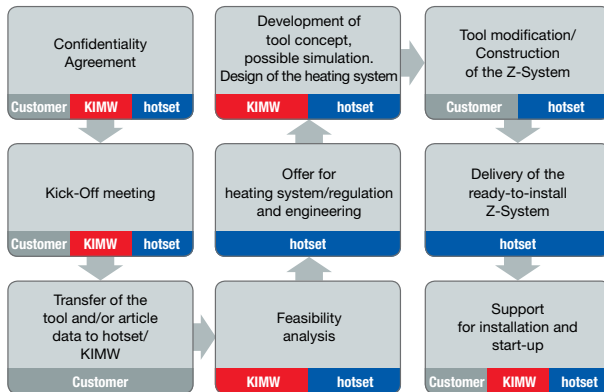 Confidentiality
Agreement
Customer KIMW hotset
Kick-Off meeting
Customer KIMW hotset
Transfer of the
tool and/or article
data to hotset/
KIMW
Customer
Feasibility
analysis
KIMW hotset
Offer for
heating system/regulation
and engineering
hotset
Development of
tool concept,
possible simulation.
Design of the heating system
KIMW hotset
Tool modification/
Construction
of the Z-System
Customer hotset
Delivery of the
ready-to-install
Z-System
hotset
Support
for installation and
start-up
Customer KIMW hotset